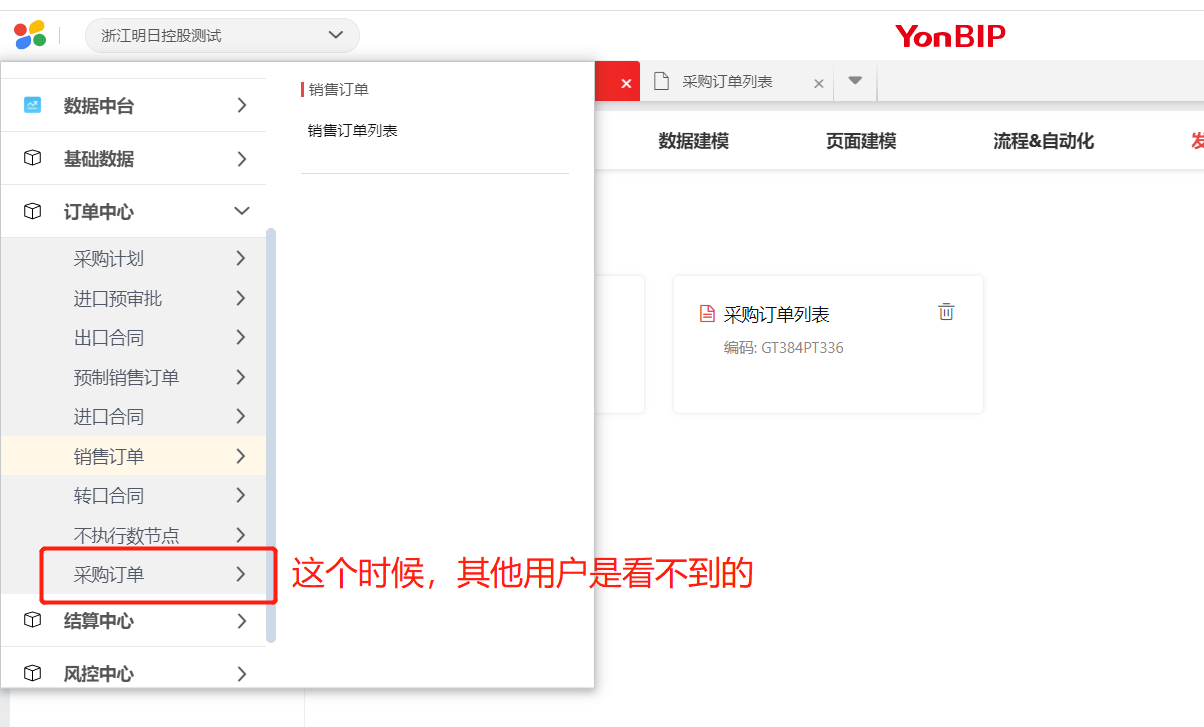 浙江明日控股测试
YonBIP
采购订单列表
数据建模
页面建模
流程&自动化
发
数据中台
基础数据
订单中心
采购计划
进口预审批
出口合同
预制销售订单
进口合同
销售订单
转口合同
不执行数节点
采购订单
结算中心
风控中心
销售订单
销售订单列表
采购订单列表
编码: GT384PT336
这个时候，其他用户是看不到的